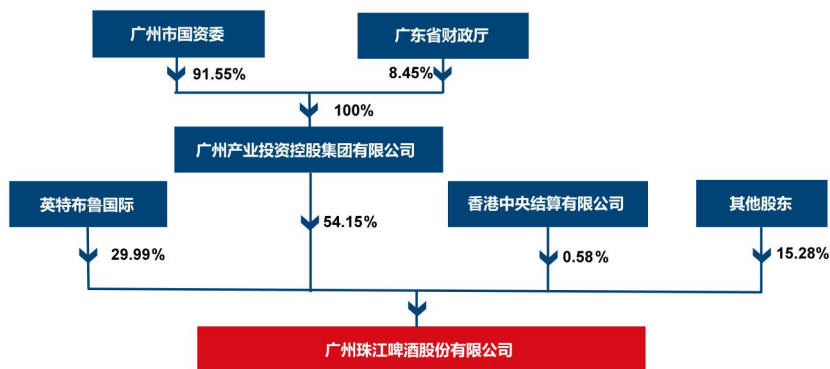 广州市国资委
广东省财政厅
91.55%
8.45%
100%
广州产业投资控股集团有限公司
英特布鲁国际
54.15%
香港中央结算有限公司
其他股东
29.99%
0.58%
15.28%
广州珠江啤酒股份有限公司